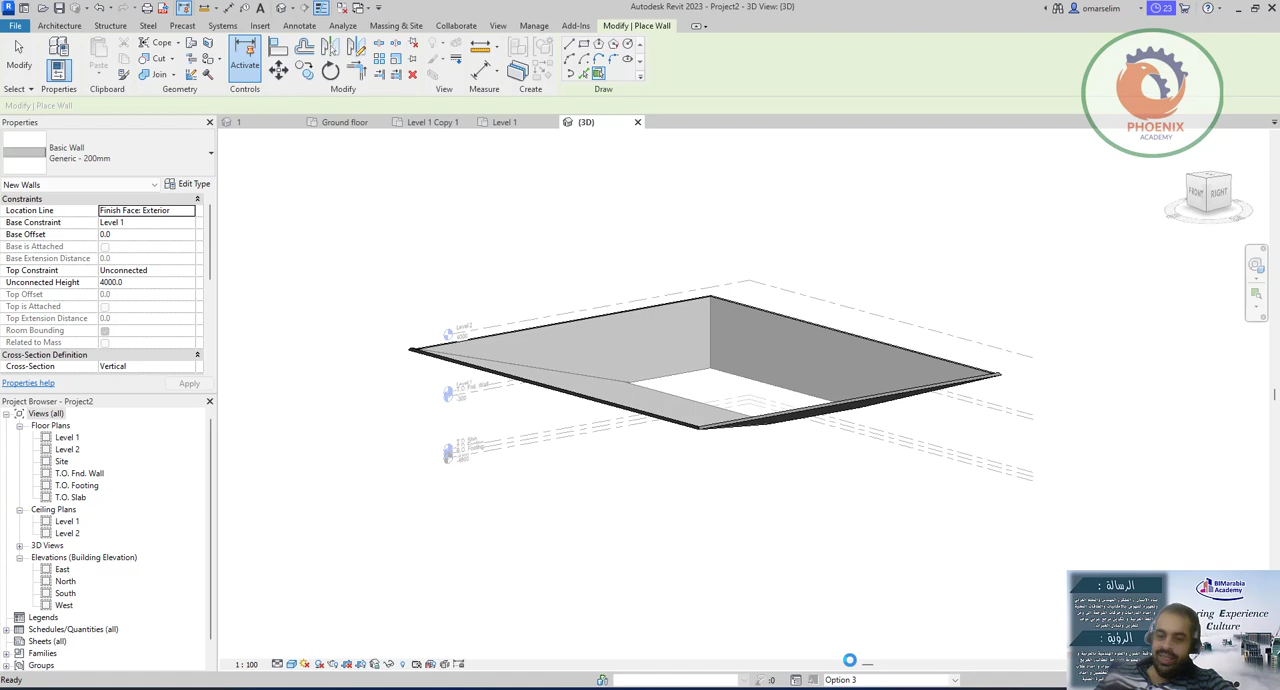 Autodesk Revit 2023 - Project2 - 3D View: {3D}
omarselim
23
File
Architecture
Structure
Steel
Precast
Systems
Insert
Annotate
Analyze
Massing & Site
Collaborate
View
Manage
Add-Ins
Modify | Place Wall
Modify
Paste
Cope
Cut
Join
Activate
Select
Properties
Clipboard
Geometry
Controls
Modify
View
Measure
Create
Draw
Modify | Place Wall
PHOENIX
ACADEMY
Properties
1
Ground floor
Level 1 Copy 1
Level 1
{3D}
Basic Wall
Generic - 200mm
New Walls
Edit Type
Constraints
Location Line
Finish Face: Exterior
Base Constraint
Level 1
Base Offset
0.0
Base is Attached
Base Extension Distance
0.0
Top Constraint
Unconnected
Unconnected Height
4000.0
Top Offset
0.0
Top is Attached
Top Extension Distance
0.0
Room Bounding
Related to Mass
Cross-Section Definition
Cross-Section
Vertical
Properties help
Apply
FRONT
RIGHT
Level 2
Project Browser - Project2
Views (all)
Floor Plans
Level 1
Level 2
Site
T.O. Fnd. Wall
T.O. Footing
T.O. Slab
Ceiling Plans
Level 1
Level 2
3D Views
Elevations (Building Elevation)
East
North
South
West
Legends
Schedules/Quantities (all)
Sheets (all)
Families
Groups
1 : 100
Ready
:0
Option 3
الرسالة :
الرؤية :
BIMarabia
Academy
Experience
Culture